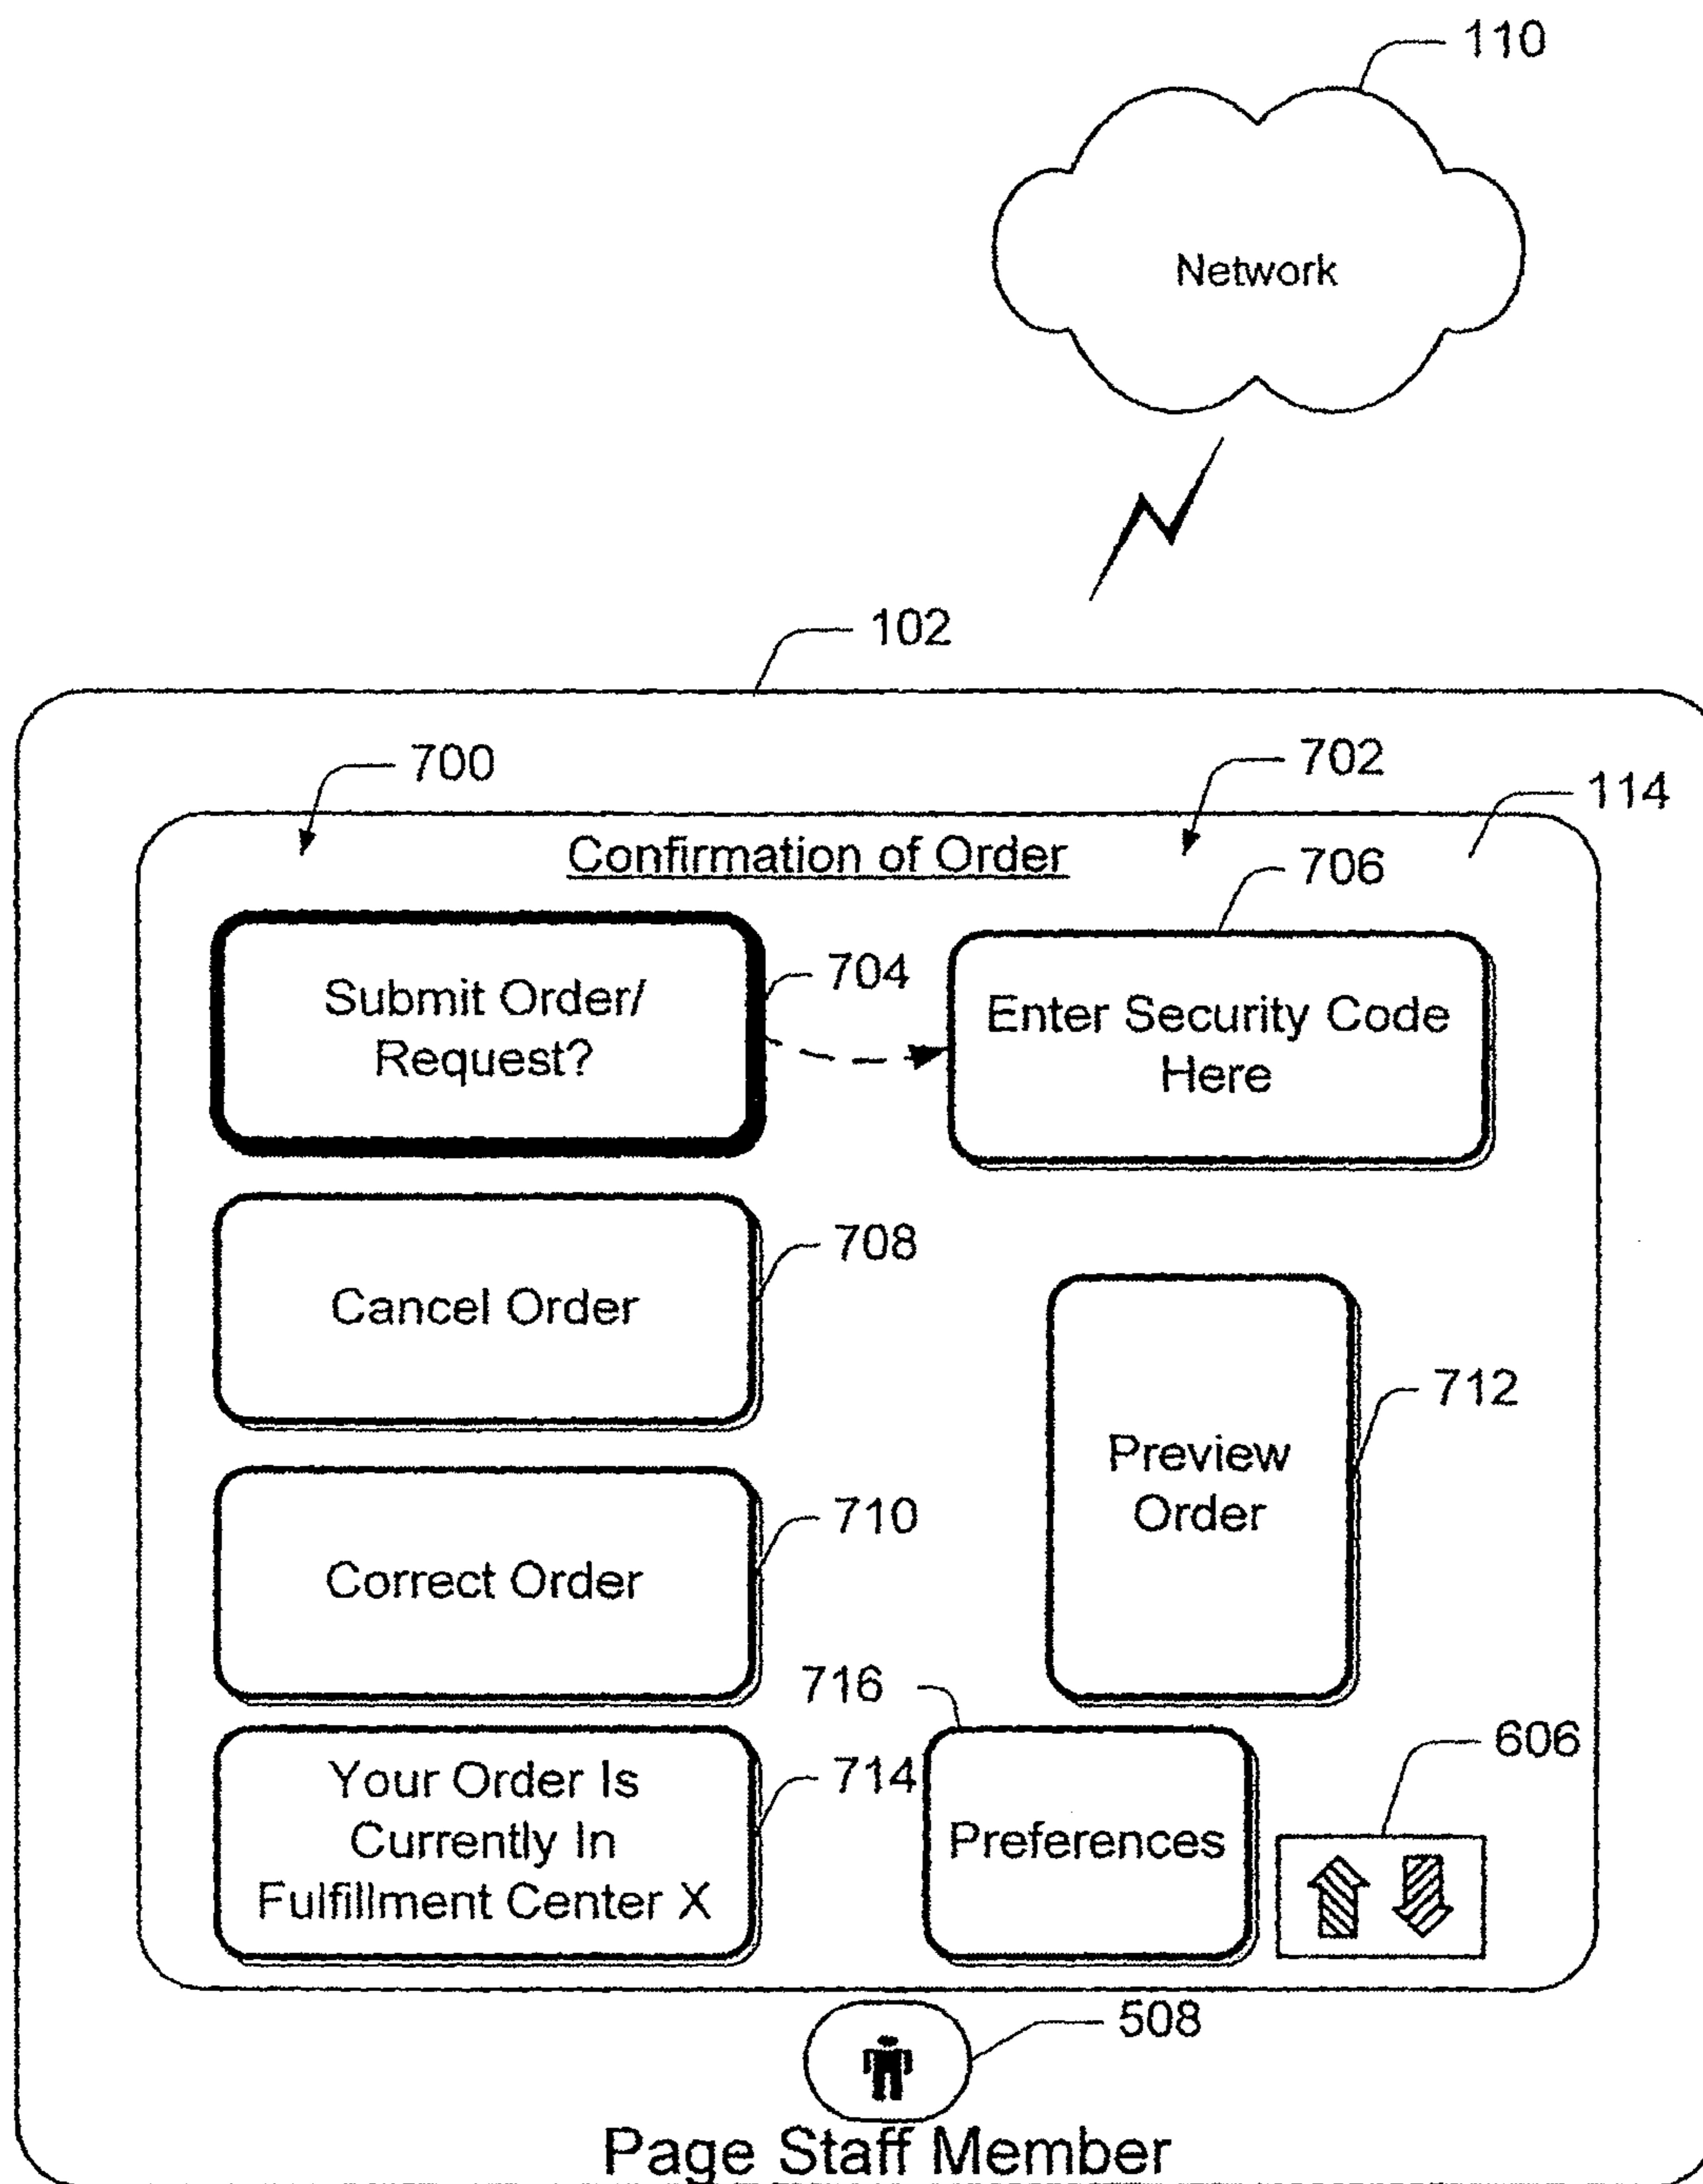 110
Network
102
700
702
114
Confirmation of Order
706
704
Submit Order/
Request?
Enter Security Code
Here
708
Cancel Order
712
Preview
Order
710
Correct Order
716
606
Your Order Is
Currently In
Fulfillment Center X
714
Preferences
508
Page Staff Member